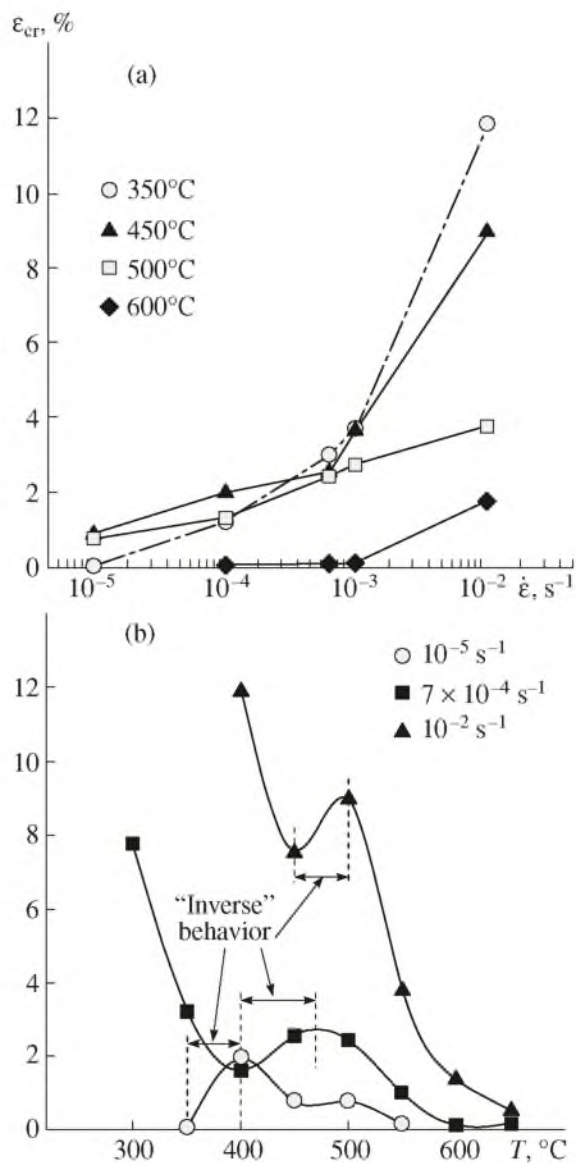 ε_cr, %
(a)
12
10
8
6
4
2
0
350°C
450°C
500°C
600°C
10⁻⁵ 10⁻⁴ 10⁻³ 10⁻² ε̇, s⁻¹
(b)
10⁻⁵ s⁻¹
7 × 10⁻⁴ s⁻¹
10⁻² s⁻¹
12
10
8
6
4
2
0
“Inverse”
behavior
300 400 500 600 T, °C